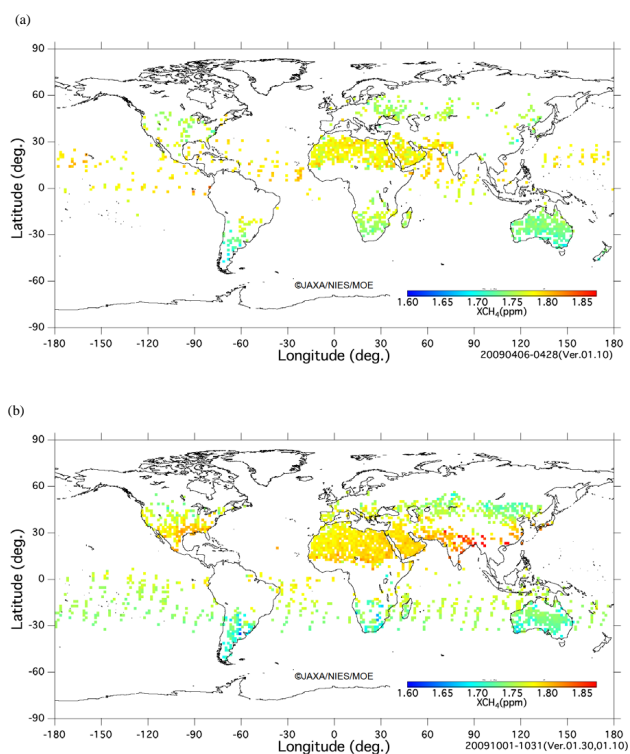 (a)
90
60
30
0
-30
-60
-90
Latitude (deg.)
©JAXA/NIES/MOE
1.60 1.65 1.70 1.75 1.80 1.85
XCH₄(ppm)
-180 -150 -120 -90 -60 -30 0 30 60 90 120 150 180
Longitude (deg.)
20090406-0428(Ver.01.10)
(b)
90
60
30
0
-30
-60
-90
Latitude (deg.)
©JAXA/NIES/MOE
1.60 1.65 1.70 1.75 1.80 1.85
XCH₄(ppm)
-180 -150 -120 -90 -60 -30 0 30 60 90 120 150 180
Longitude (deg.)
20091001-1031(Ver.01.30,01.10)